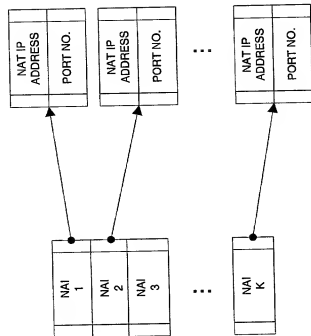 NAT IP
ADDRESS
PORT NO.
NAT IP
ADDRESS
PORT NO.
...
NAT IP
ADDRESS
PORT NO.
NAI
1
NAI
2
NAI
3
...
NAI
K